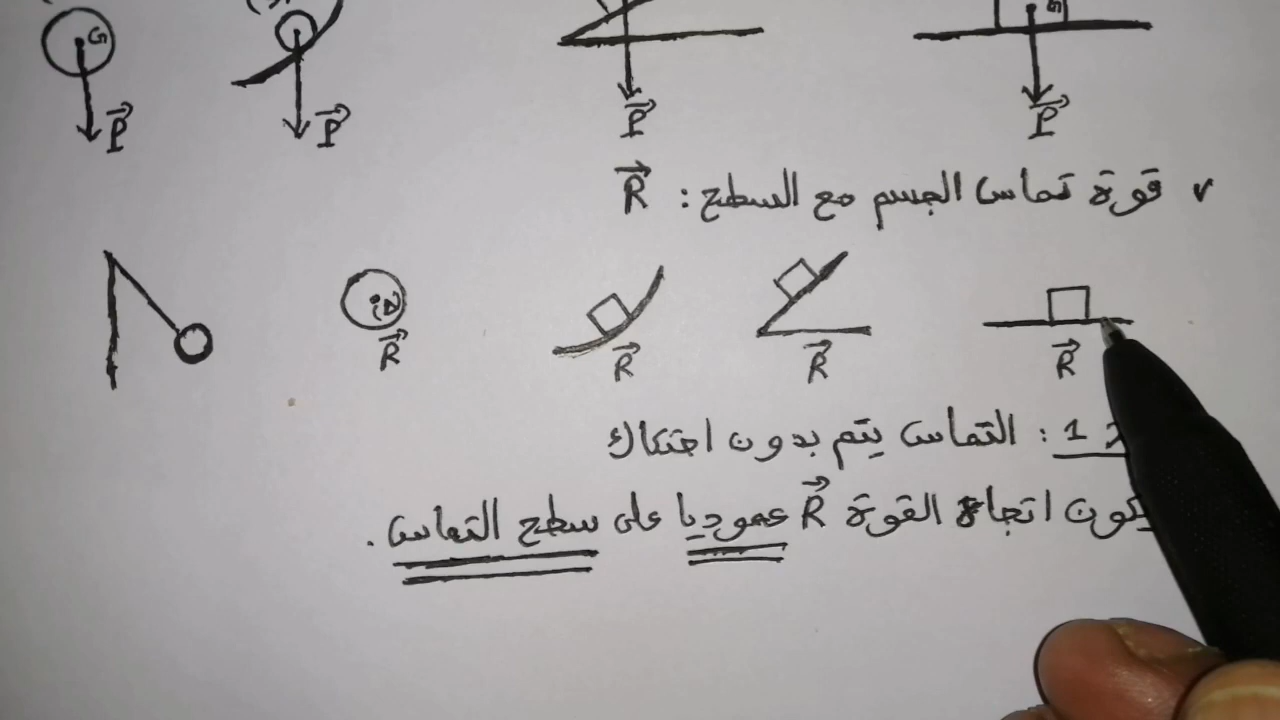 G G
P⃗ P⃗ P⃗ P⃗
قوة تماس الجسم مع السطح : R⃗
(Δ)
R⃗ R⃗ R⃗ R⃗
1 : التماس يتم بدون احتكاك
يكون اتجاه القوة R⃗ عموديا على سطح التماس .